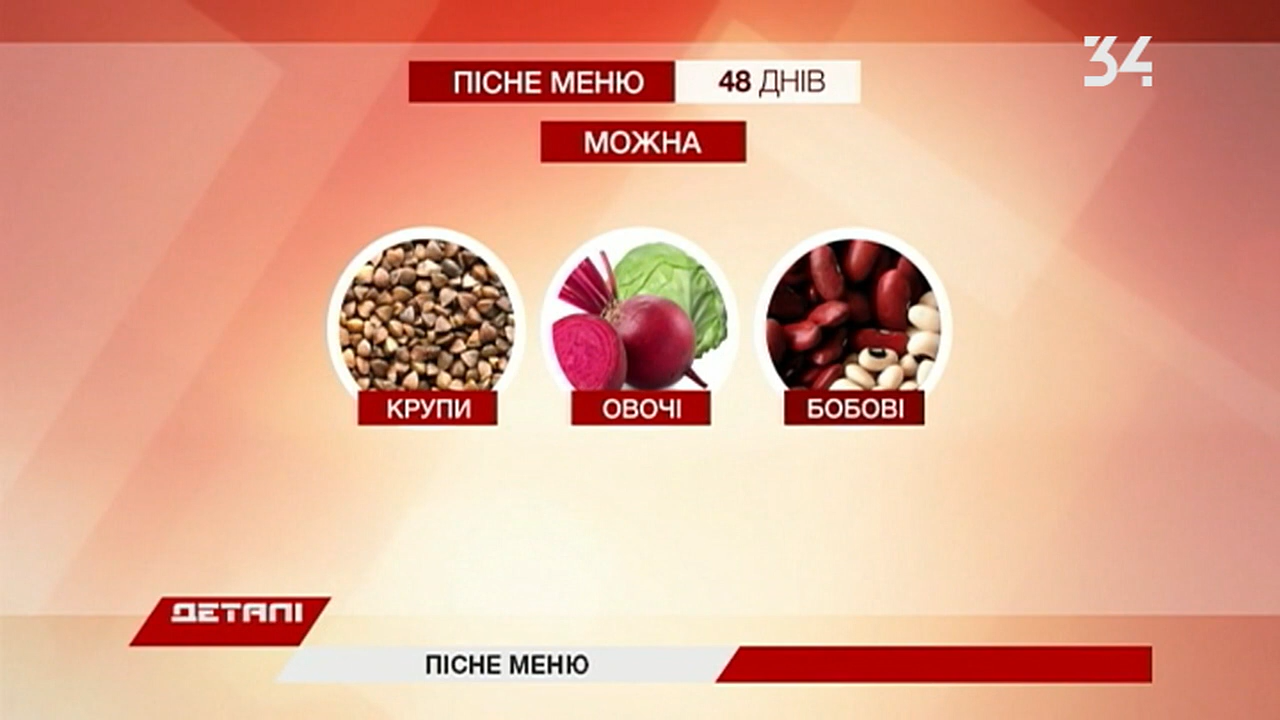 34
ПІСНЕ МЕНЮ 48 ДНІВ
МОЖНА
КРУПИ ОВОЧІ БОБОВІ
ДЕТАЛІ
ПІСНЕ МЕНЮ